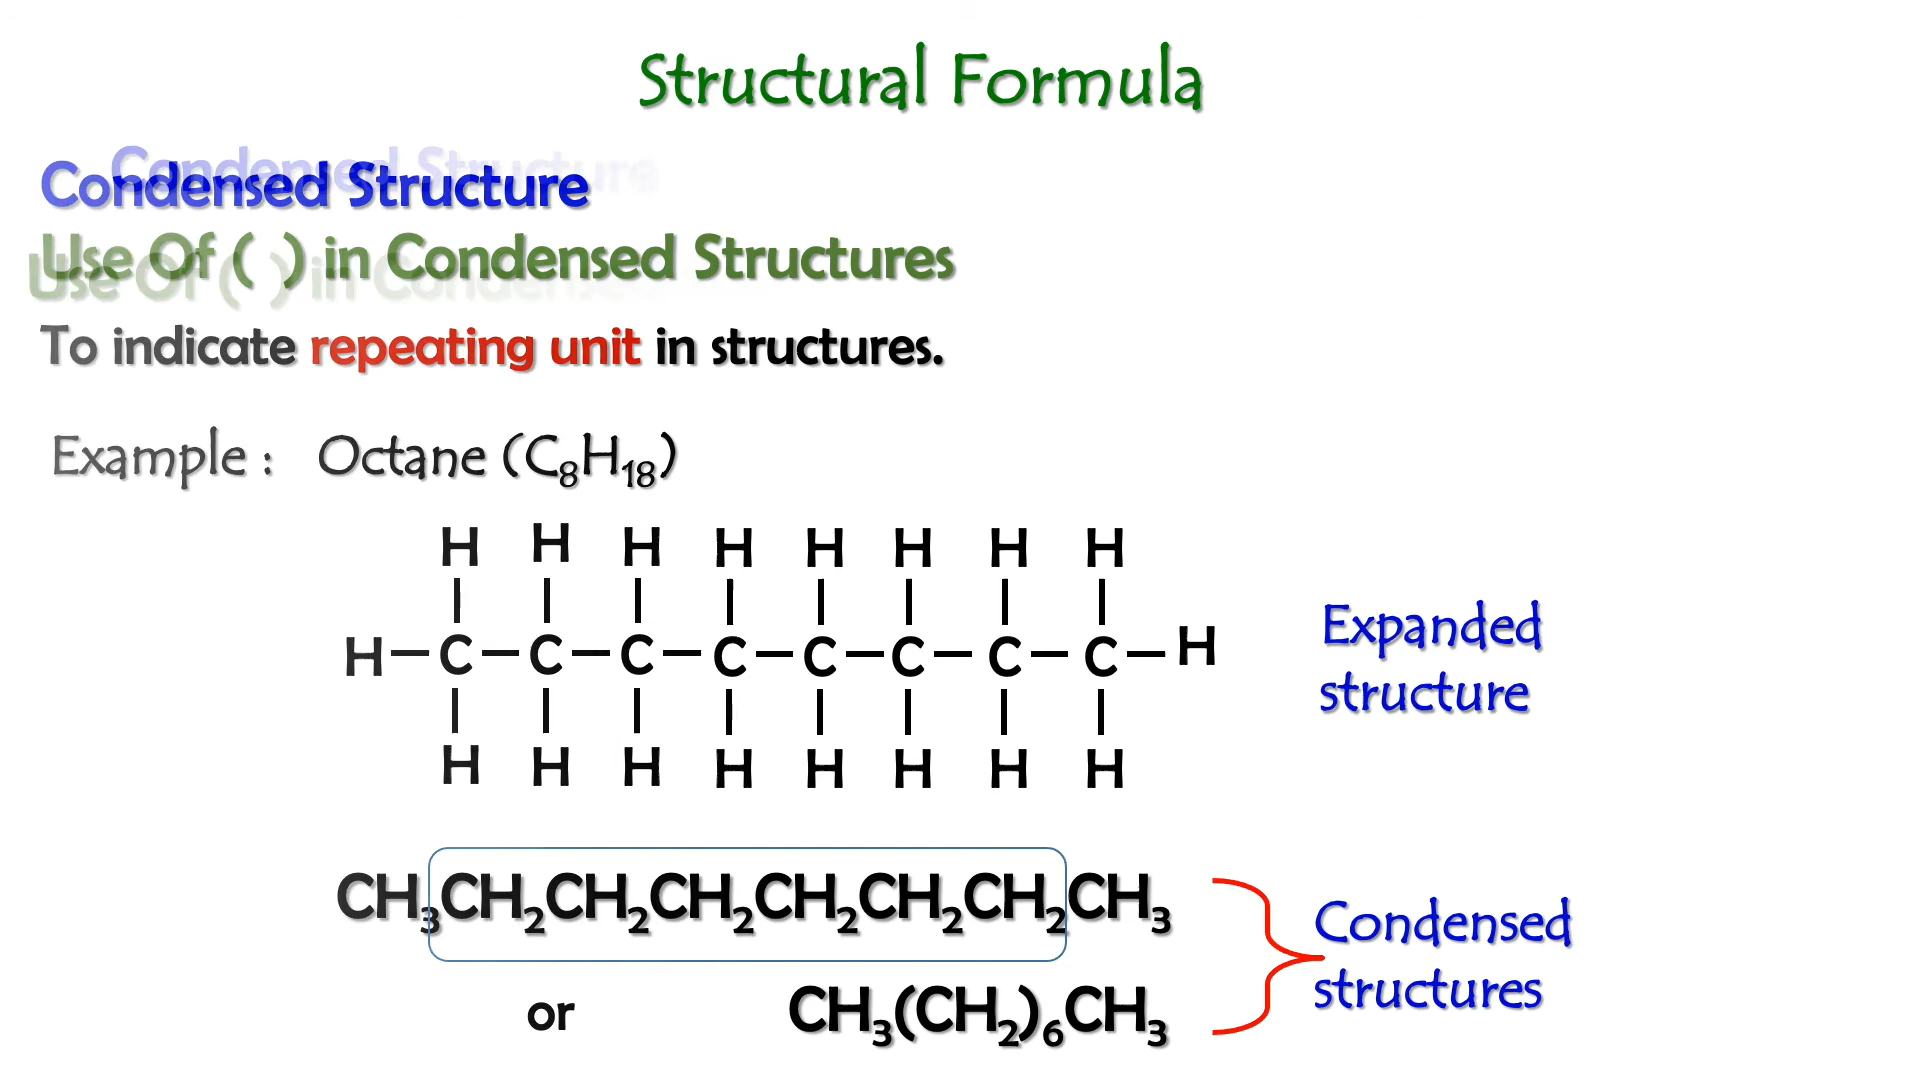 Structural Formula
Condensed Structure
Use Of ( ) in Condensed Structures
To indicate repeating unit in structures.
Example : Octane (C₈H₁₈)
H H H H H H H H
H—C—C—C—C—C—C—C—C—H
H H H H H H H H
Expanded
structure
CH₃CH₂CH₂CH₂CH₂CH₂CH₂CH₃
or CH₃(CH₂)₆CH₃
Condensed
structures